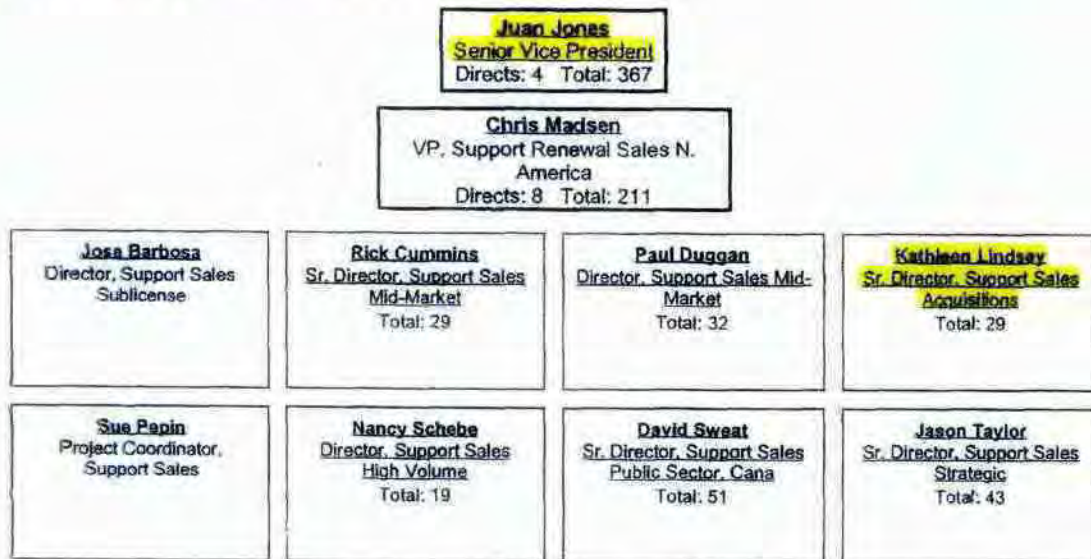 Juan Jones
Senior Vice President
Directs: 4 Total: 367
Chris Madsen
VP, Support Renewal Sales N.
America
Directs: 8 Total: 211
Jose Barbosa
Director, Support Sales
Sublicense
Rick Cummins
Sr. Director, Support Sales
Mid-Market
Total: 29
Paul Duggan
Director, Support Sales Mid-
Market
Total: 32
Kathleen Lindsey
Sr. Director, Support Sales
Acquisitions
Total: 29
Sue Pepin
Project Coordinator,
Support Sales
Nancy Schebe
Director, Support Sales
High Volume
Total: 19
David Sweat
Sr. Director, Support Sales
Public Sector, Cana
Total: 51
Jason Taylor
Sr. Director, Support Sales
Strategic
Total: 43